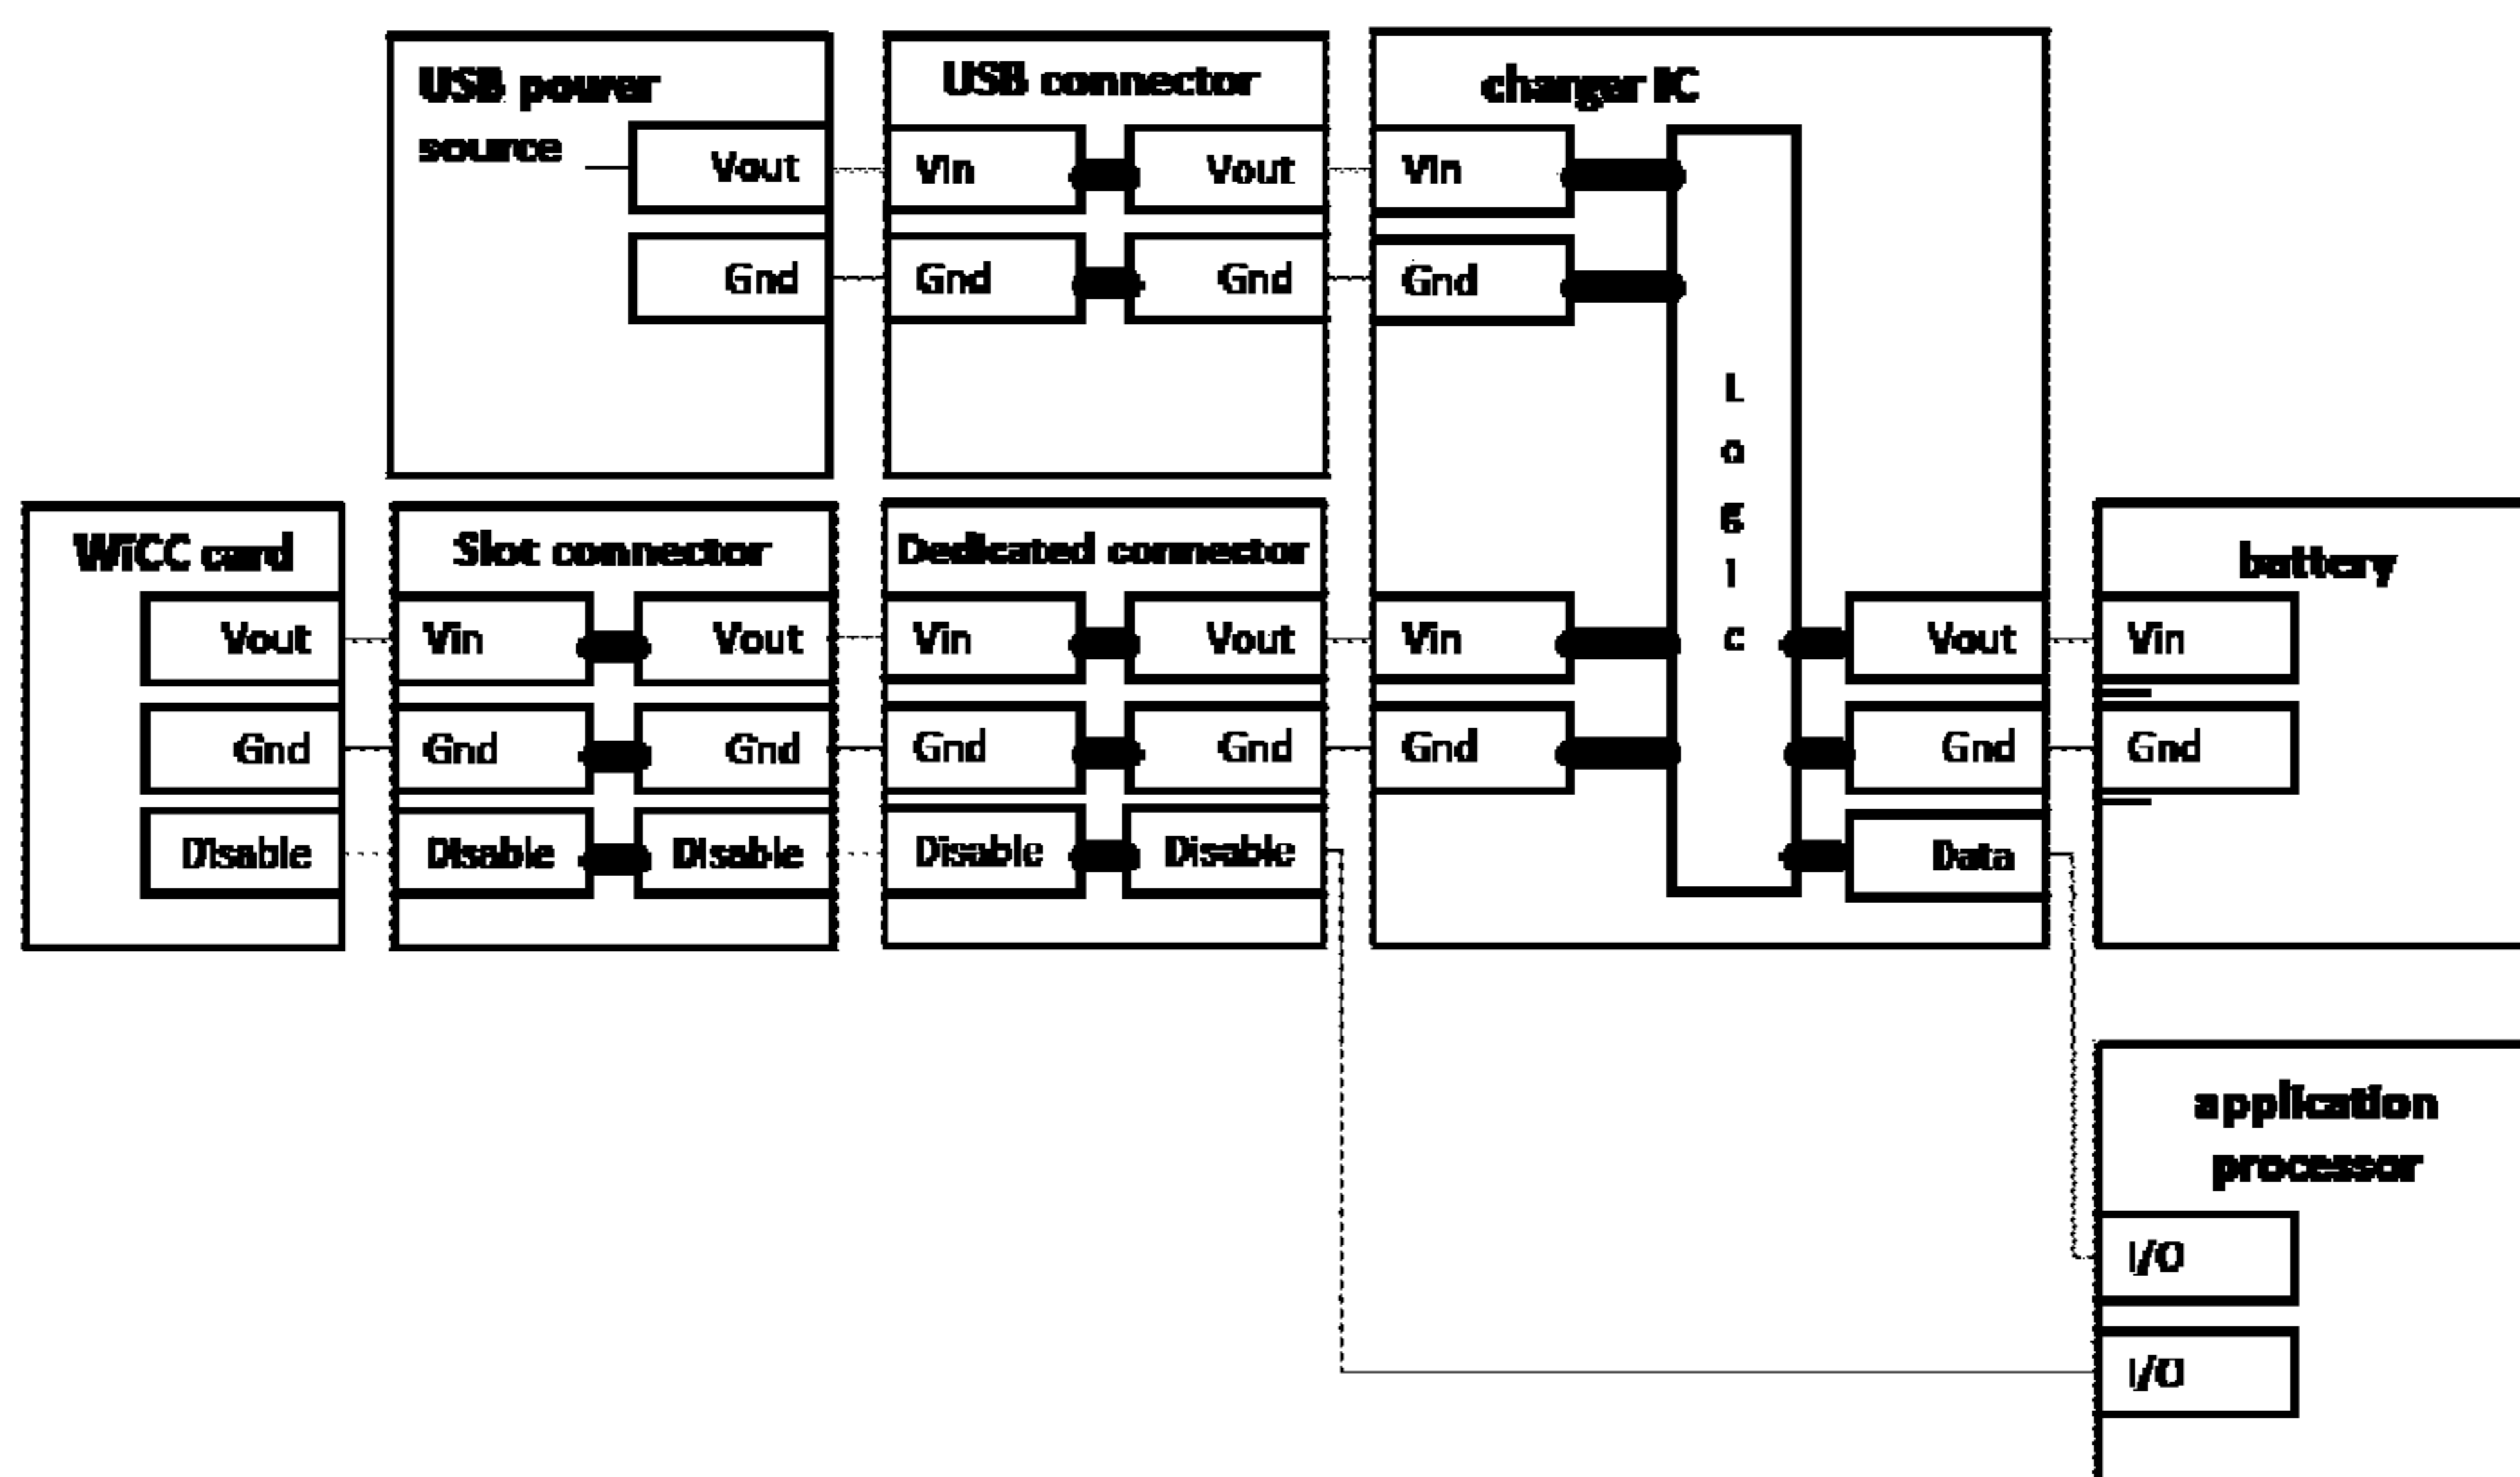 USB power
source
Vout
Gnd
USB connector
Vin
Vout
Gnd
Gnd
charger IC
Vin
Gnd
Logic
Vin
Gnd
Vout
Gnd
Data
WiCC card
Vout
Gnd
Disable
Slot connector
Vin
Vout
Gnd
Gnd
Disable
Disable
Dedicated connector
Vin
Vout
Gnd
Gnd
Disable
Disable
battery
Vin
Gnd
application
processor
I/O
I/O